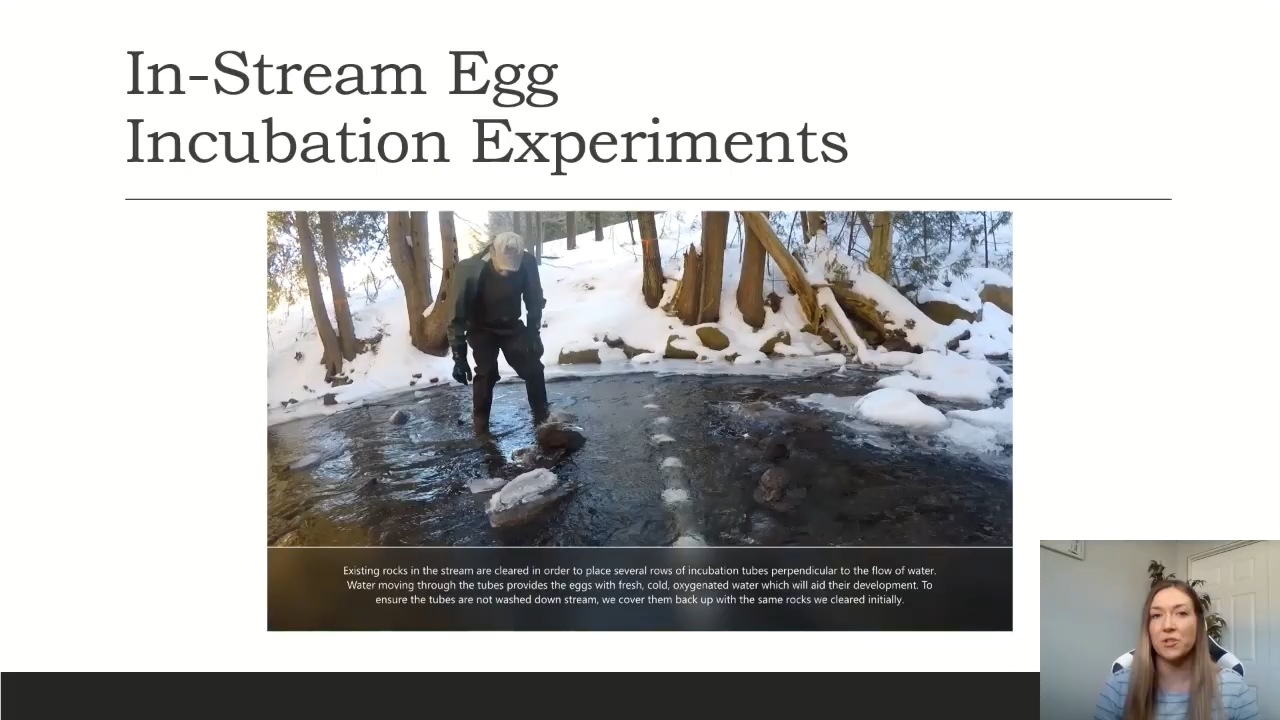 In-Stream Egg
Incubation Experiments
Existing rocks in the stream are cleared in order to place several rows of incubation tubes perpendicular to the flow of water.
Water moving through the tubes provides the eggs with fresh, cold, oxygenated water which will aid their development. To
ensure the tubes are not washed down stream, we cover them back up with the same rocks we cleared initially.